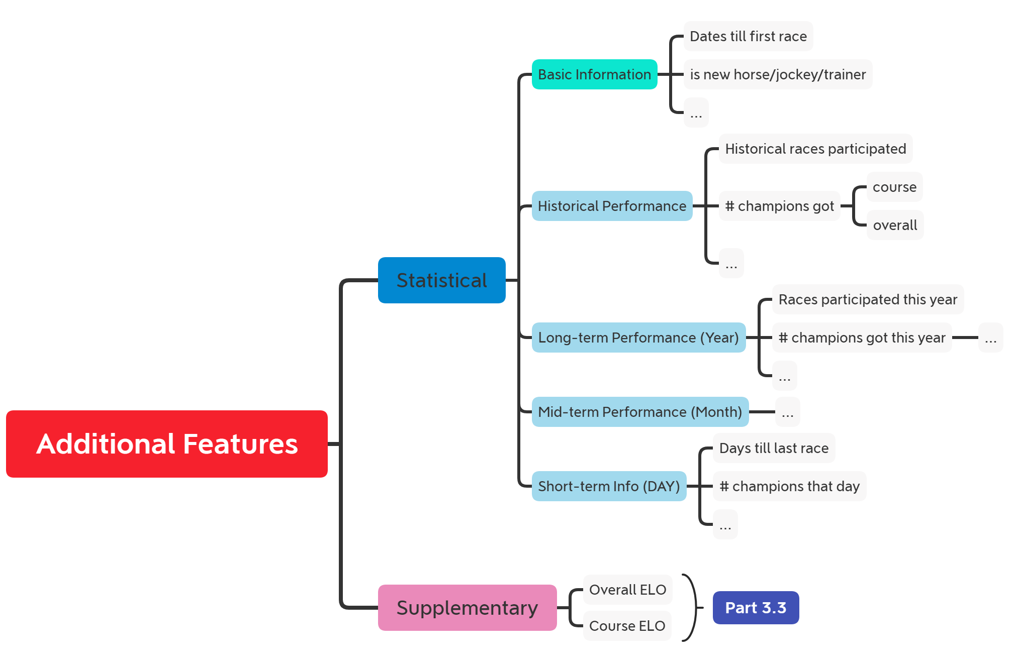 Additional Features
Statistical
Basic Information
Dates till first race
is new horse/jockey/trainer
...
Historical Performance
Historical races participated
# champions got
course
overall
...
Long-term Performance (Year)
Races participated this year
# champions got this year
...
...
Mid-term Performance (Month)
...
Short-term Info (DAY)
Days till last race
# champions that day
...
Supplementary
Overall ELO
Course ELO
Part 3.3